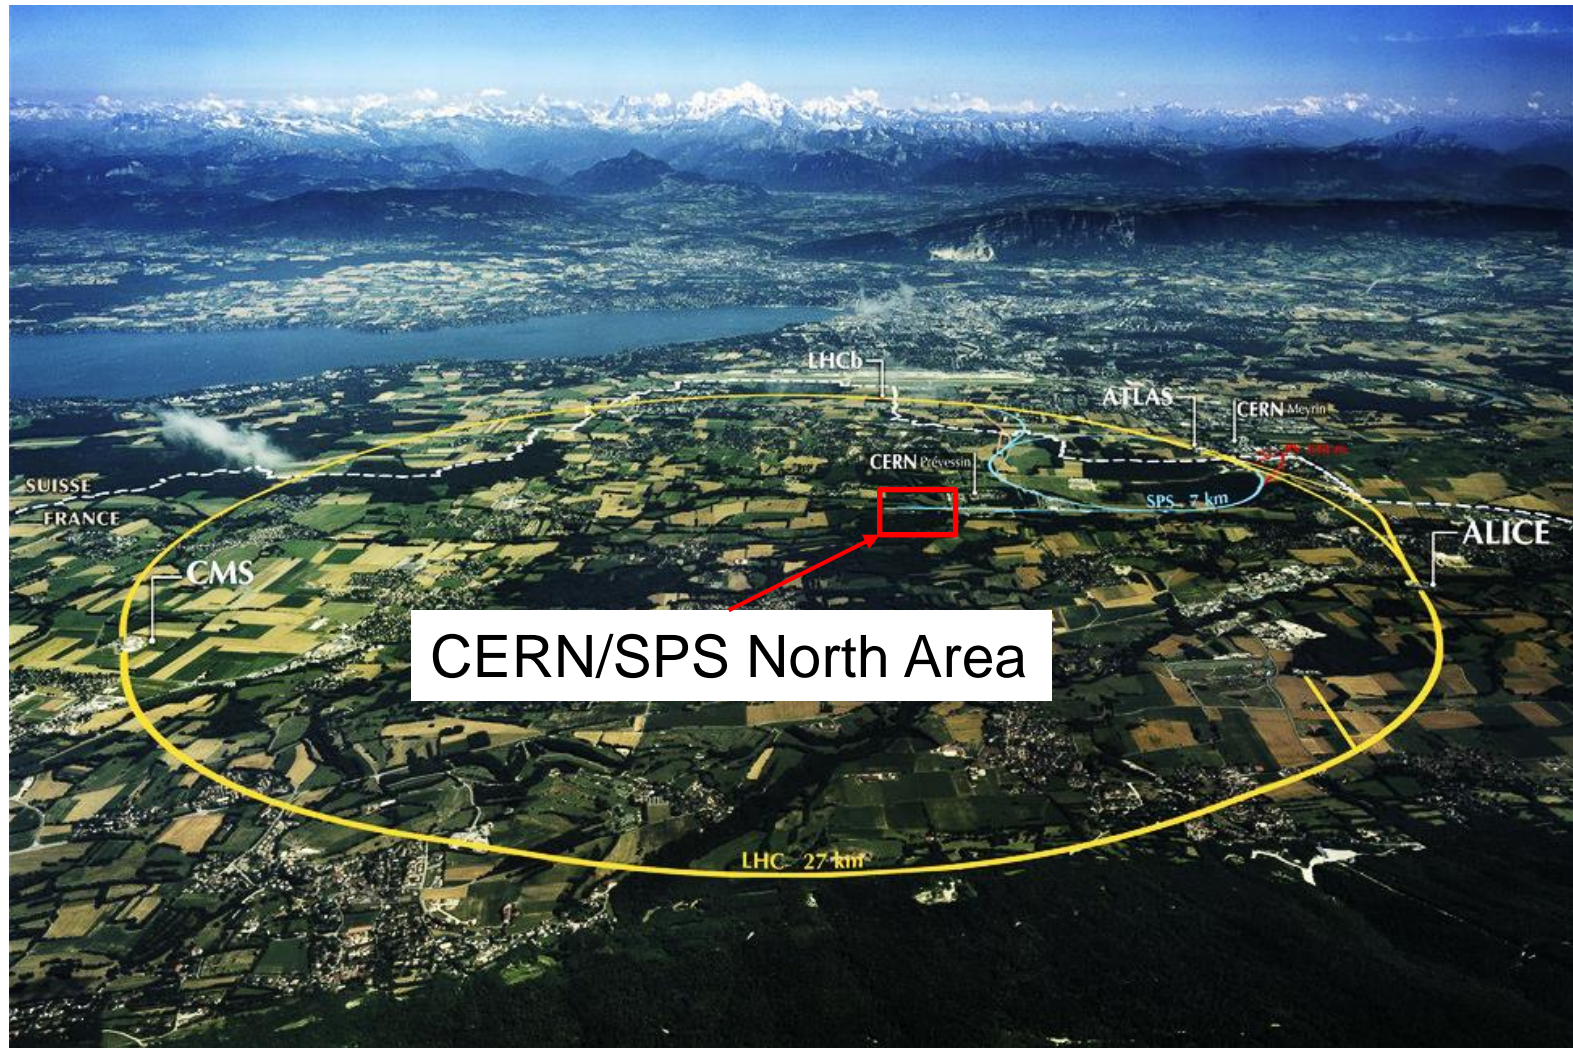 LHCb
ATLAS
CERN Meyrin
CERN Prévessin
SUISSE
FRANCE
SPS 7 km
ALICE
CMS
CERN/SPS North Area
LHC 27 km